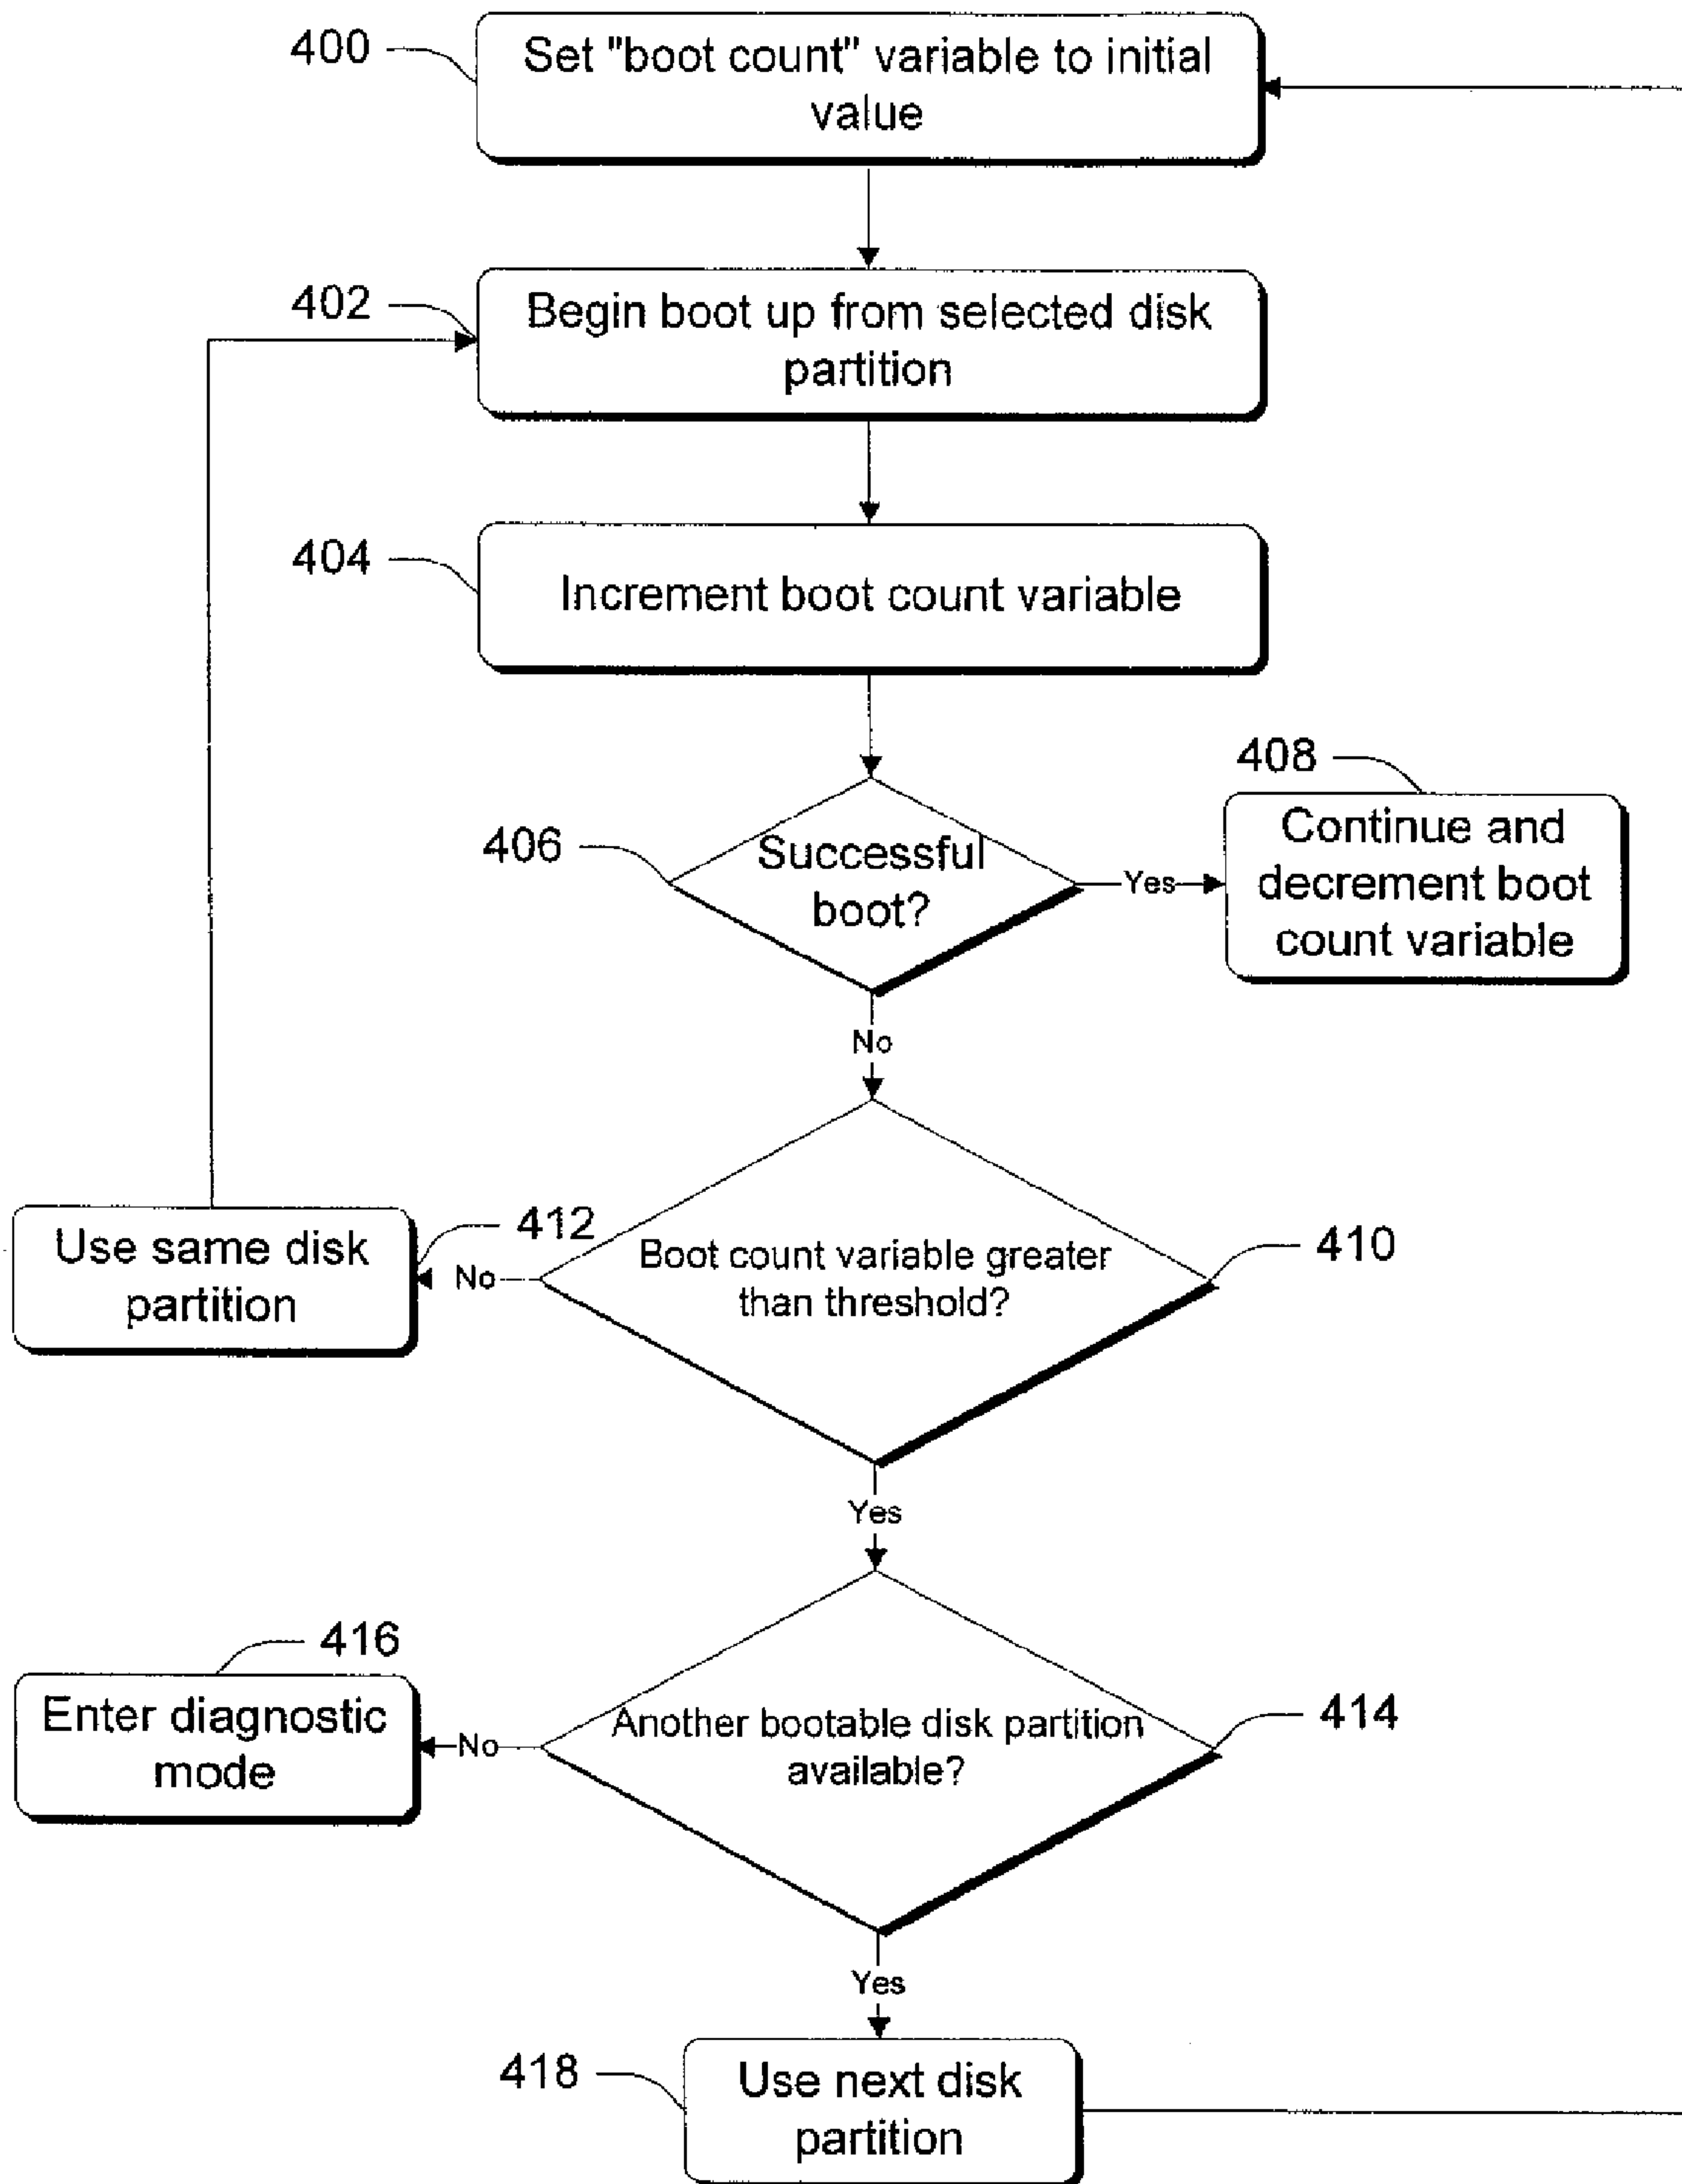 400
Set "boot count" variable to initial
value
402
Begin boot up from selected disk
partition
404
Increment boot count variable
406
Successful
boot?
Yes
408
Continue and
decrement boot
count variable
No
410
Boot count variable greater
than threshold?
No
412
Use same disk
partition
Yes
414
Another bootable disk partition
available?
No
416
Enter diagnostic
mode
Yes
418
Use next disk
partition